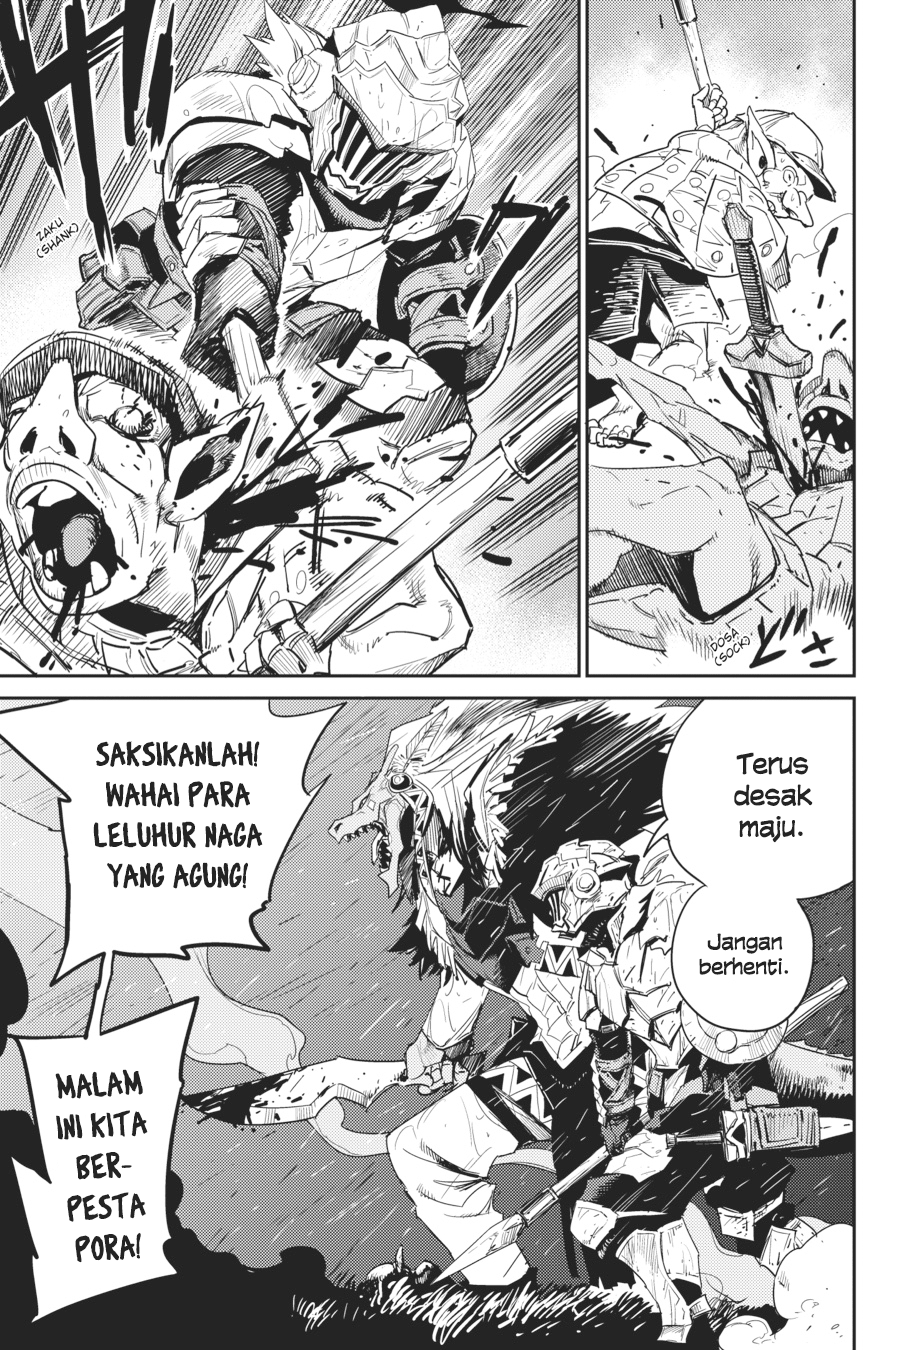 DOSA
(SOCK)
ZAKU
(SHANK)
Terus
desak
maju.
Jangan
berhenti.
SAKSIKANLAH!
WAHAI PARA
LELUHUR NAGA
YANG AGUNG!
MALAM
INI KITA
BER-
PESTA
PORA!